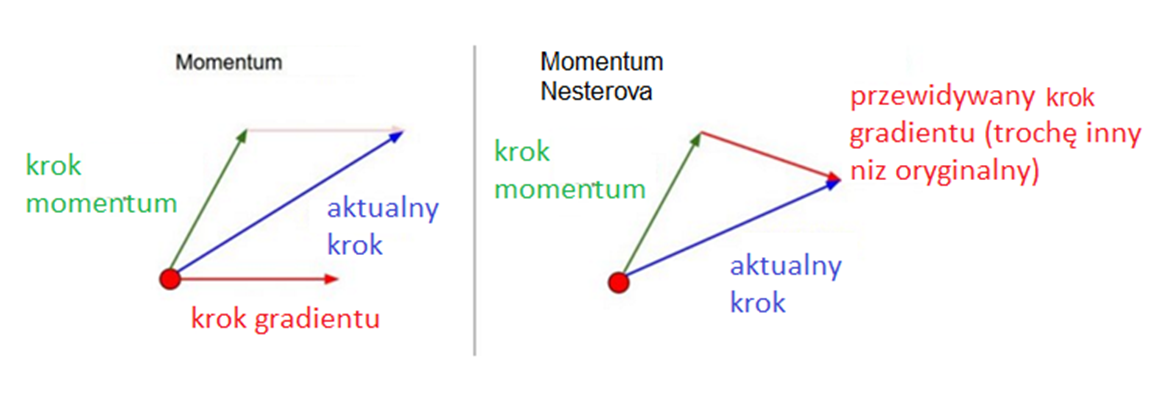 Momentum
krok
momentum
aktualny
krok
krok gradientu
Momentum
Nesterova
krok
momentum
przewidywany krok
gradientu (trochę inny
niz oryginalny)
aktualny
krok